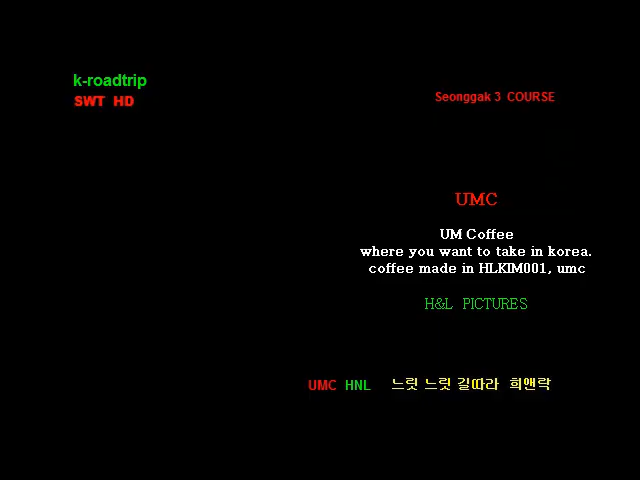 k-roadtrip
SWT HD
Seonggak 3 COURSE
UMC
UM Coffee
where you want to take in korea.
coffee made in HLKIM001, umc
H&L PICTURES
UMC HNL 느릿 느릿 길따라 희앤락